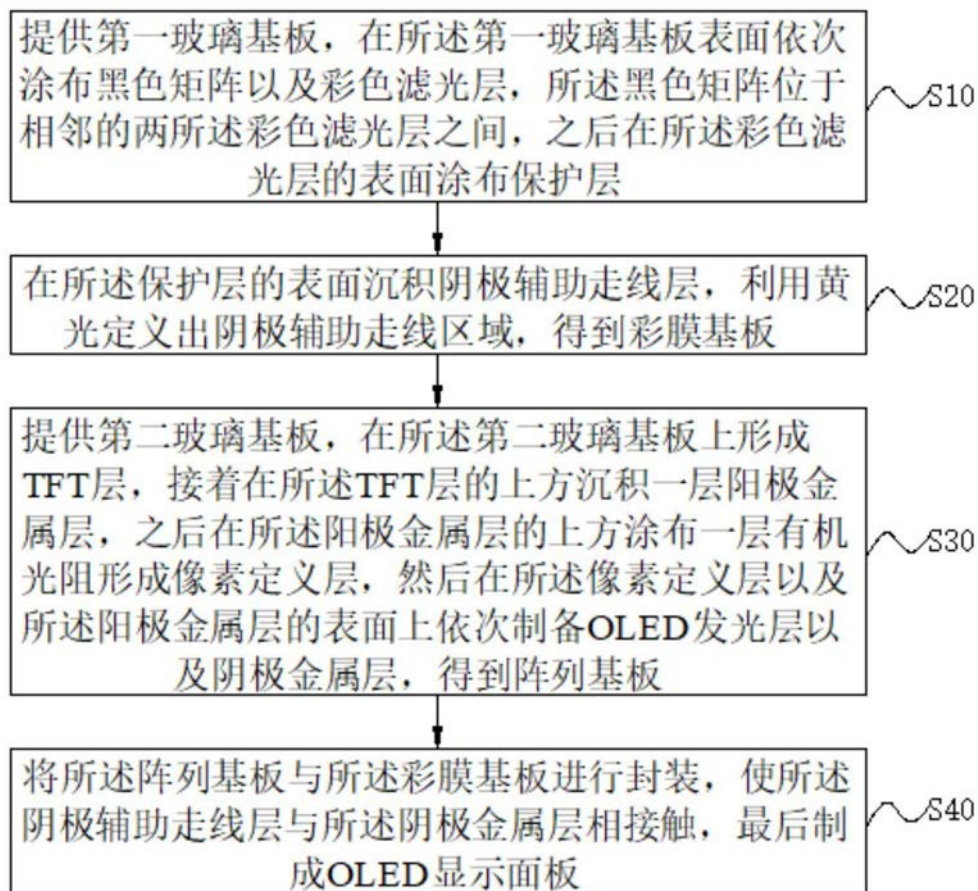 提供第一玻璃基板，在所述第一玻璃基板表面依次
涂布黑色矩阵以及彩色滤光层，所述黑色矩阵位于
相邻的两所述彩色滤光层之间，之后在所述彩色滤
光层的表面涂布保护层
S10
在所述保护层的表面沉积阴极辅助走线层，利用黄
光定义出阴极辅助走线区域，得到彩膜基板
S20
提供第二玻璃基板，在所述第二玻璃基板上形成
TFT层，接着在所述TFT层的上方沉积一层阳极金
属层，之后在所述阳极金属层的上方涂布一层有机
光阻形成像素定义层，然后在所述像素定义层以及
所述阳极金属层的表面上依次制备OLED发光层以
及阴极金属层，得到阵列基板
S30
将所述阵列基板与所述彩膜基板进行封装，使所述
阴极辅助走线层与所述阴极金属层相接触，最后制
成OLED显示面板
S40